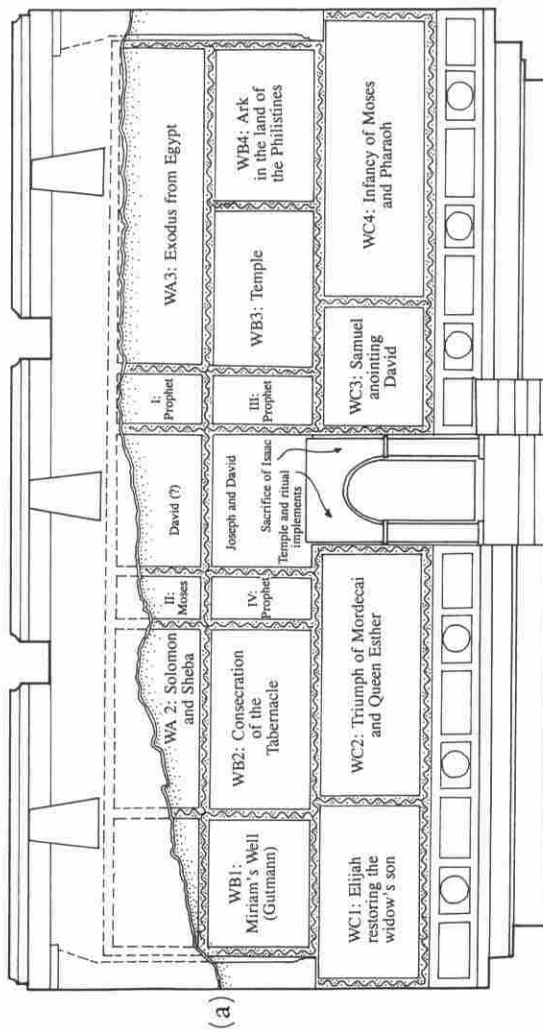 (a)
WA 2: Solomon
and Sheba
II:
Moses
David (?)
I:
Prophet
WA3: Exodus from Egypt
WB1:
Miriam's Well
(Gutmann)
WB2: Consecration
of the
Tabernacle
IV:
Prophet
Joseph and David
Sacrifice of Isaac
Temple and ritual
implements
III:
Prophet
WB3: Temple
WB4: Ark
in the land of
the Philistines
WC1: Elijah
restoring the
widow's son
WC2: Triumph of Mordecai
and Queen Esther
WC3: Samuel
anointing
David
WC4: Infancy of Moses
and Pharaoh